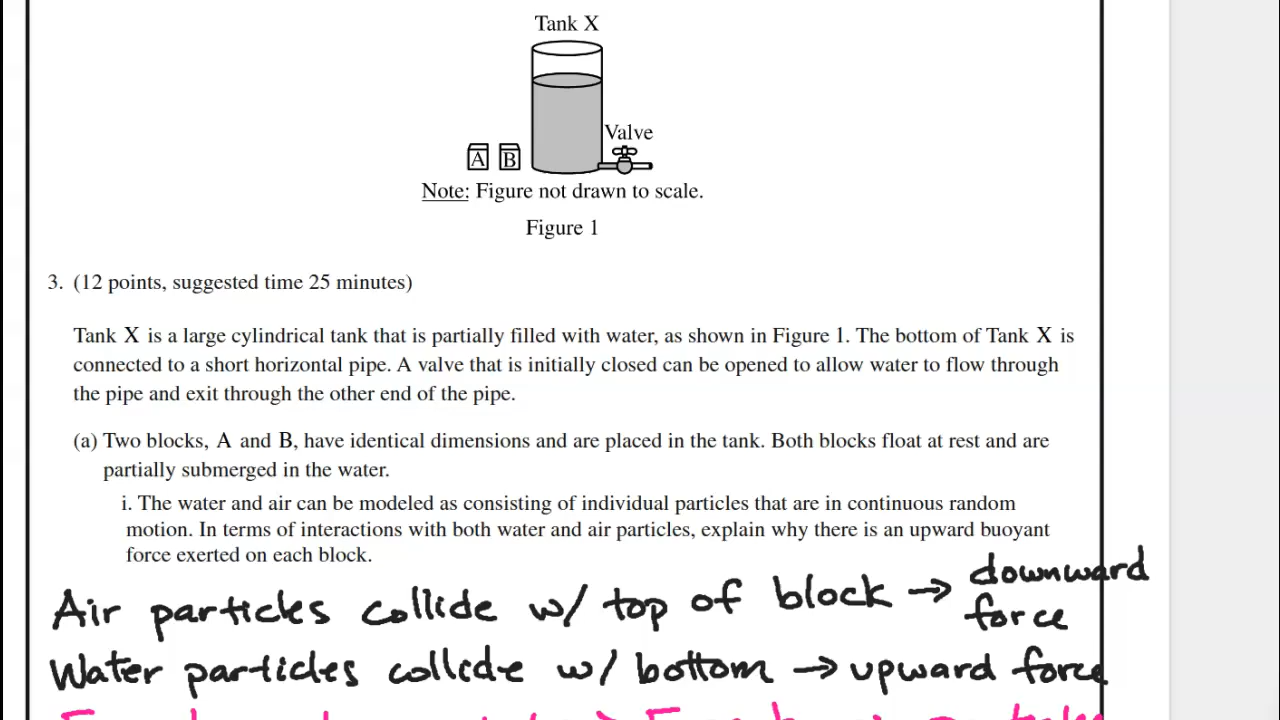 Tank X
Valve
A B
Note: Figure not drawn to scale.
Figure 1
3. (12 points, suggested time 25 minutes)
Tank X is a large cylindrical tank that is partially filled with water, as shown in Figure 1. The bottom of Tank X is
connected to a short horizontal pipe. A valve that is initially closed can be opened to allow water to flow through
the pipe and exit through the other end of the pipe.
(a) Two blocks, A and B, have identical dimensions and are placed in the tank. Both blocks float at rest and are
partially submerged in the water.
i. The water and air can be modeled as consisting of individual particles that are in continuous random
motion. In terms of interactions with both water and air particles, explain why there is an upward buoyant
force exerted on each block.
Air particles collide w/ top of block → downward
force
Water particles collide w/ bottom → upward force